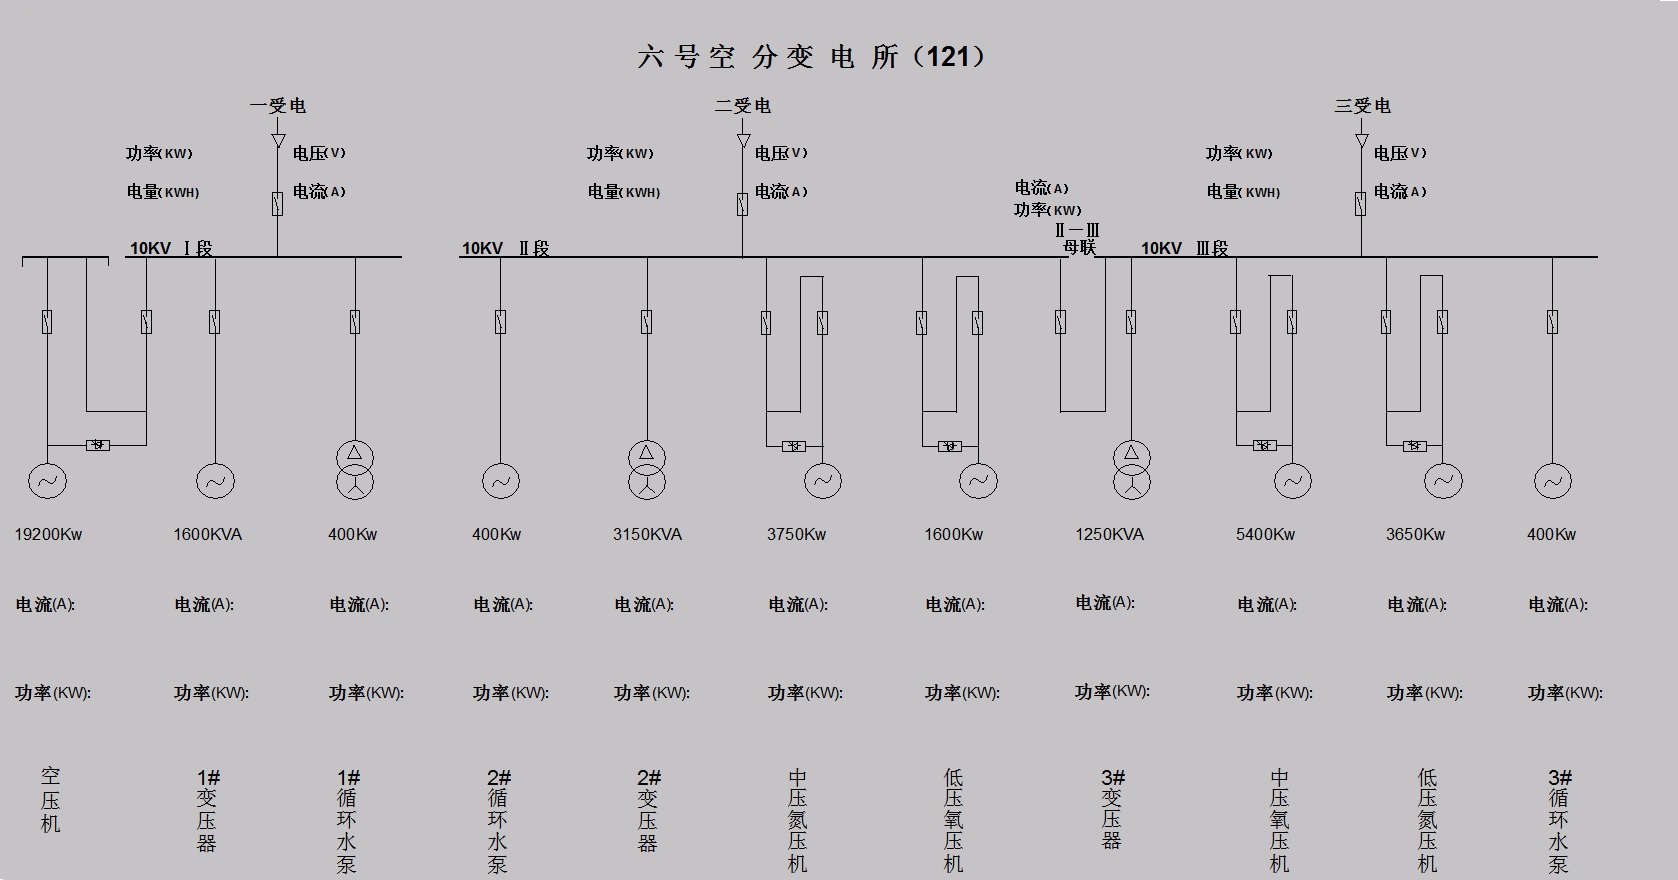 六号空分变电所（121）
一受电 二受电 三受电
功率(KW) 电压(V) 功率(KW) 电压(V) 功率(KW) 电压(V)
电量(KWH) 电流(A) 电量(KWH) 电流(A) 电流(A) 电量(KWH) 电流(A)
功率(KW)
Ⅱ－Ⅲ
10KV Ⅰ段 10KV Ⅱ段 母联 10KV Ⅲ段
19200Kw 1600KVA 400Kw 400Kw 3150KVA 3750Kw 1600Kw 1250KVA 5400Kw 3650Kw 400Kw
电流(A): 电流(A): 电流(A): 电流(A): 电流(A): 电流(A): 电流(A): 电流(A): 电流(A): 电流(A): 电流(A):
功率(KW): 功率(KW): 功率(KW): 功率(KW): 功率(KW): 功率(KW): 功率(KW): 功率(KW): 功率(KW): 功率(KW): 功率(KW):
空压机
1#变压器
1#循环水泵
2#循环水泵
2#变压器
中压氮压机
低压氧压机
3#变压器
中压氧压机
低压氮压机
3#循环水泵